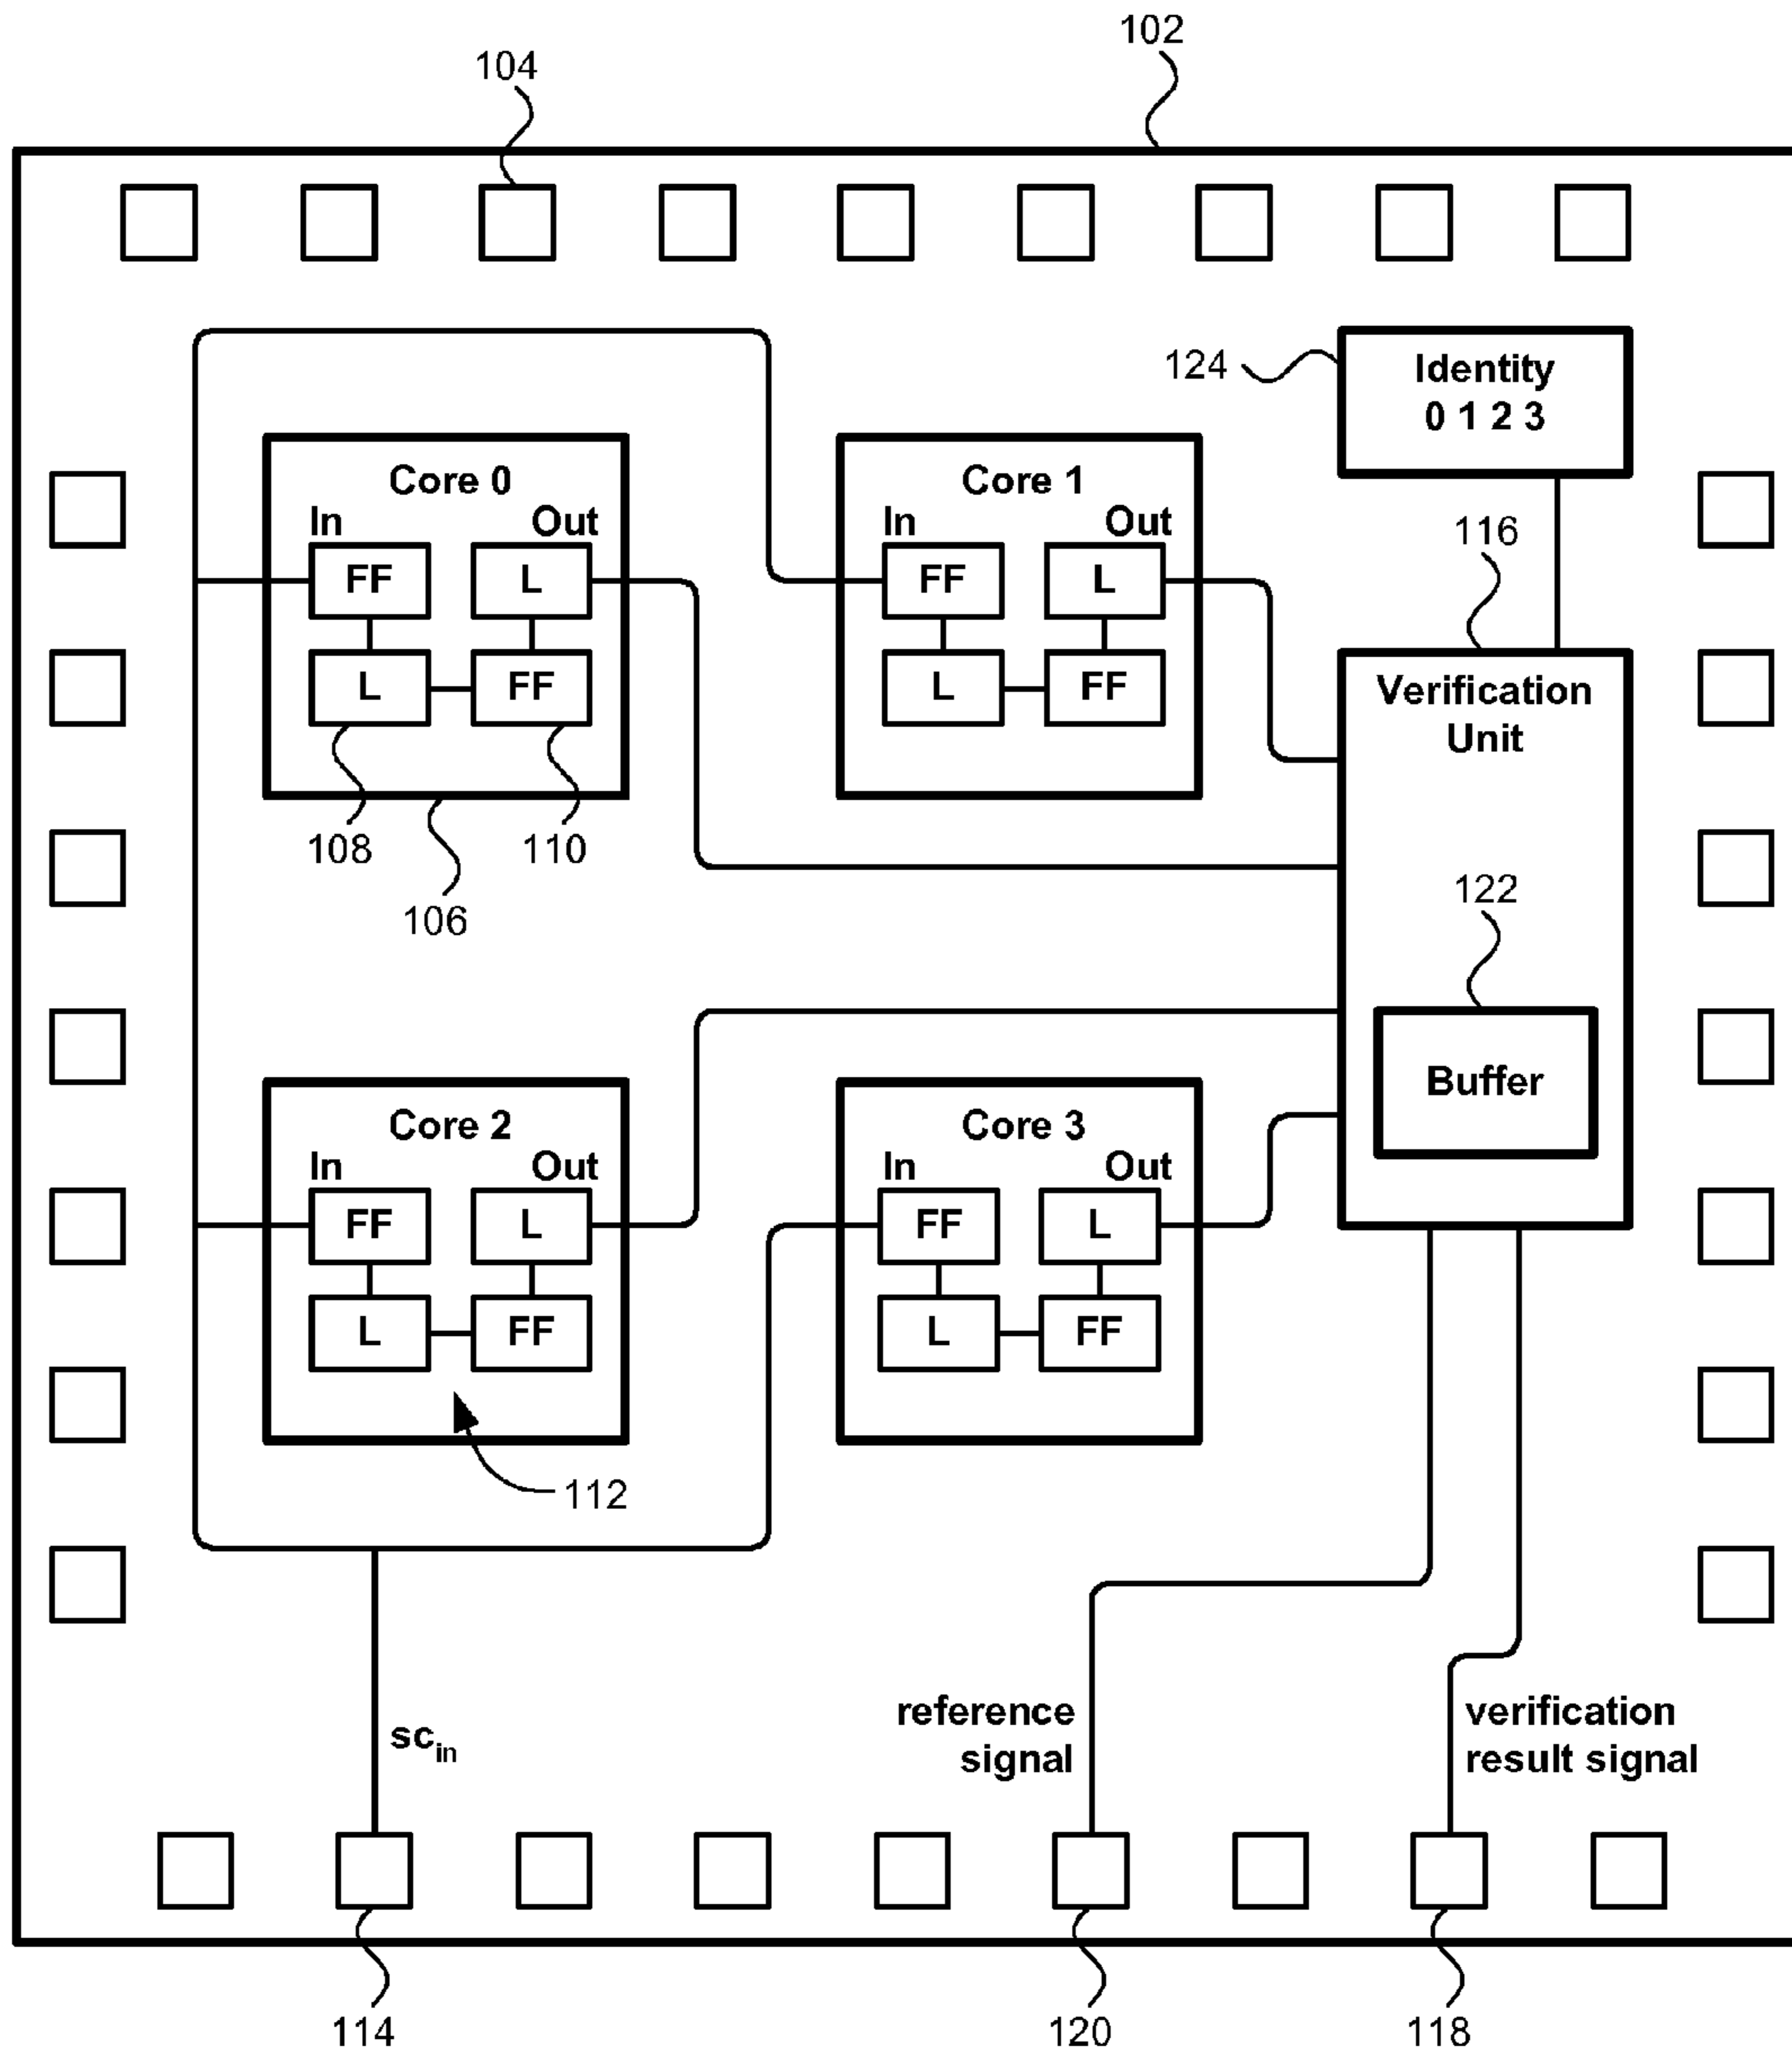 102
104
124
Identity
0 1 2 3
Core 0
In
Out
FF
L
L
FF
108
110
106
Core 1
In
Out
FF
L
L
FF
116
Verification
Unit
122
Buffer
Core 2
In
Out
FF
L
L
FF
112
Core 3
In
Out
FF
L
L
FF
sc_in
reference
signal
verification
result signal
114
120
118